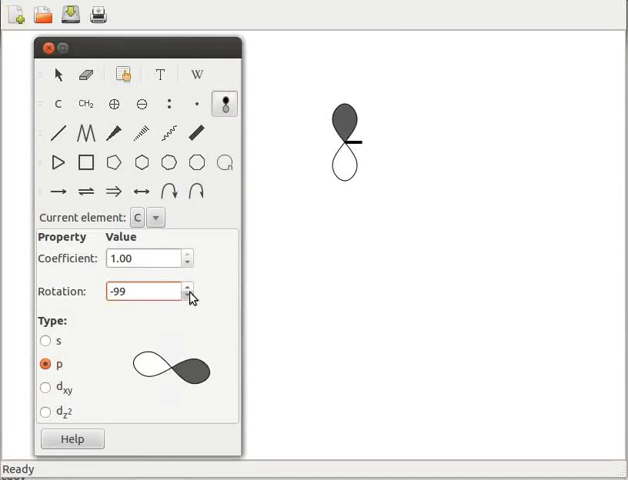 T W
C CH2
Current element: C
Property Value
Coefficient: 1.00
Rotation: -99
Type:
s
p
dxy
dz2
Help
Ready